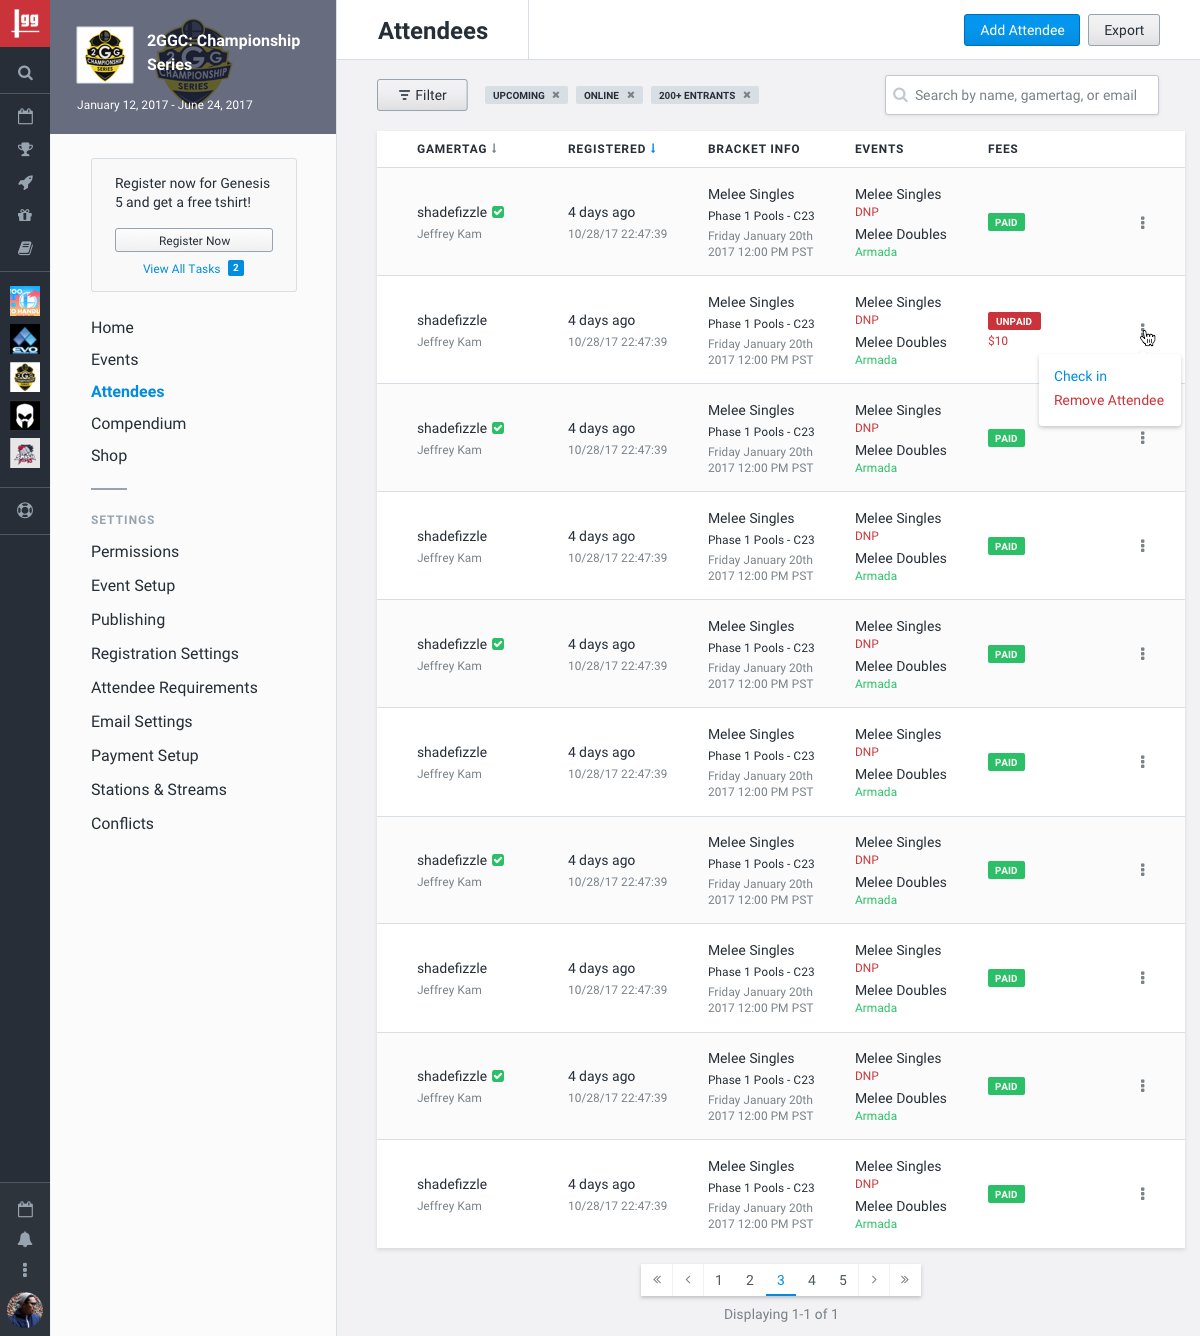 gg
2GGC: Championship
Series
January 12, 2017 - June 24, 2017
Register now for Genesis
5 and get a free tshirt!
Register Now
View All Tasks 2
Home
Events
Attendees
Compendium
Shop
SETTINGS
Permissions
Event Setup
Publishing
Registration Settings
Attendee Requirements
Email Settings
Payment Setup
Stations & Streams
Conflicts
EVO
2GG
CHAMPIONSHIP
SERIES
Attendees
Add Attendee
Export
Filter
UPCOMING
ONLINE
200+ ENTRANTS
Search by name, gamertag, or email
GAMERTAG REGISTERED BRACKET INFO EVENTS FEES
Melee Singles Melee Singles
shadefizzle 4 days ago Phase 1 Pools - C23 DNP PAID
Jeffrey Kam 10/28/17 22:47:39 Friday January 20th Melee Doubles
2017 12:00 PM PST Armada
Melee Singles Melee Singles
shadefizzle 4 days ago Phase 1 Pools - C23 DNP UNPAID
Jeffrey Kam 10/28/17 22:47:39 Friday January 20th Melee Doubles $10
2017 12:00 PM PST Armada
Check in
Remove Attendee
Melee Singles Melee Singles
shadefizzle 4 days ago Phase 1 Pools - C23 DNP PAID
Jeffrey Kam 10/28/17 22:47:39 Friday January 20th Melee Doubles
2017 12:00 PM PST Armada
Melee Singles Melee Singles
shadefizzle 4 days ago Phase 1 Pools - C23 DNP PAID
Jeffrey Kam 10/28/17 22:47:39 Friday January 20th Melee Doubles
2017 12:00 PM PST Armada
Melee Singles Melee Singles
shadefizzle 4 days ago Phase 1 Pools - C23 DNP PAID
Jeffrey Kam 10/28/17 22:47:39 Friday January 20th Melee Doubles
2017 12:00 PM PST Armada
Melee Singles Melee Singles
shadefizzle 4 days ago Phase 1 Pools - C23 DNP PAID
Jeffrey Kam 10/28/17 22:47:39 Friday January 20th Melee Doubles
2017 12:00 PM PST Armada
Melee Singles Melee Singles
shadefizzle 4 days ago Phase 1 Pools - C23 DNP PAID
Jeffrey Kam 10/28/17 22:47:39 Friday January 20th Melee Doubles
2017 12:00 PM PST Armada
Melee Singles Melee Singles
shadefizzle 4 days ago Phase 1 Pools - C23 DNP PAID
Jeffrey Kam 10/28/17 22:47:39 Friday January 20th Melee Doubles
2017 12:00 PM PST Armada
Melee Singles Melee Singles
shadefizzle 4 days ago Phase 1 Pools - C23 DNP PAID
Jeffrey Kam 10/28/17 22:47:39 Friday January 20th Melee Doubles
2017 12:00 PM PST Armada
Melee Singles Melee Singles
shadefizzle 4 days ago Phase 1 Pools - C23 DNP PAID
Jeffrey Kam 10/28/17 22:47:39 Friday January 20th Melee Doubles
2017 12:00 PM PST Armada
« ‹ 1 2 3 4 5 › »
Displaying 1-1 of 1